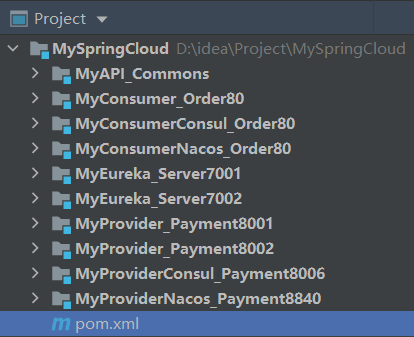 Project
MySpringCloud D:\idea\Project\MySpringCloud
MyAPI_Commons
MyConsumer_Order80
MyConsumerConsul_Order80
MyConsumerNacos_Order80
MyEureka_Server7001
MyEureka_Server7002
MyProvider_Payment8001
MyProvider_Payment8002
MyProviderConsul_Payment8006
MyProviderNacos_Payment8840
pom.xml